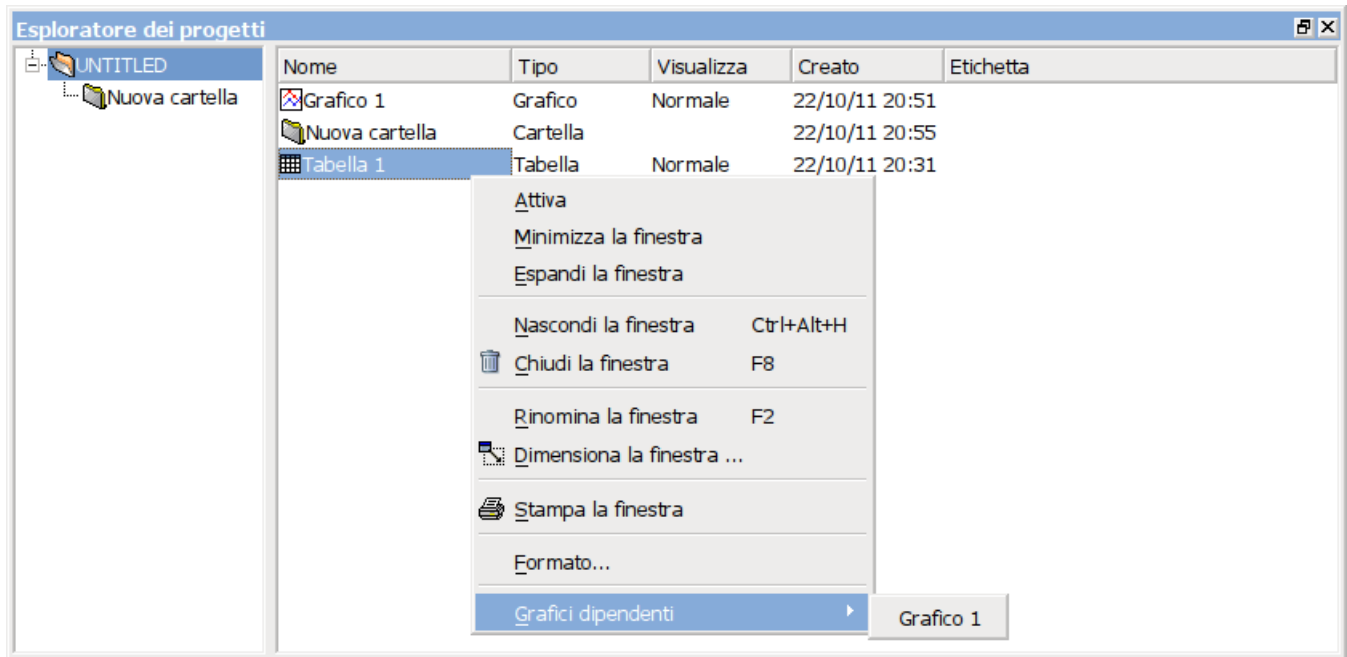 Esploratore dei progetti
UNTITLED
Nuova cartella
Nome Tipo Visualizza Creato Etichetta
Grafico 1 Grafico Normale 22/10/11 20:51
Nuova cartella Cartella 22/10/11 20:55
Tabella 1 Tabella Normale 22/10/11 20:31
Attiva
Minimizza la finestra
Espandi la finestra
Nascondi la finestra Ctrl+Alt+H
Chiudi la finestra F8
Rinomina la finestra F2
Dimensiona la finestra ...
Stampa la finestra
Formato...
Grafici dipendenti
Grafico 1